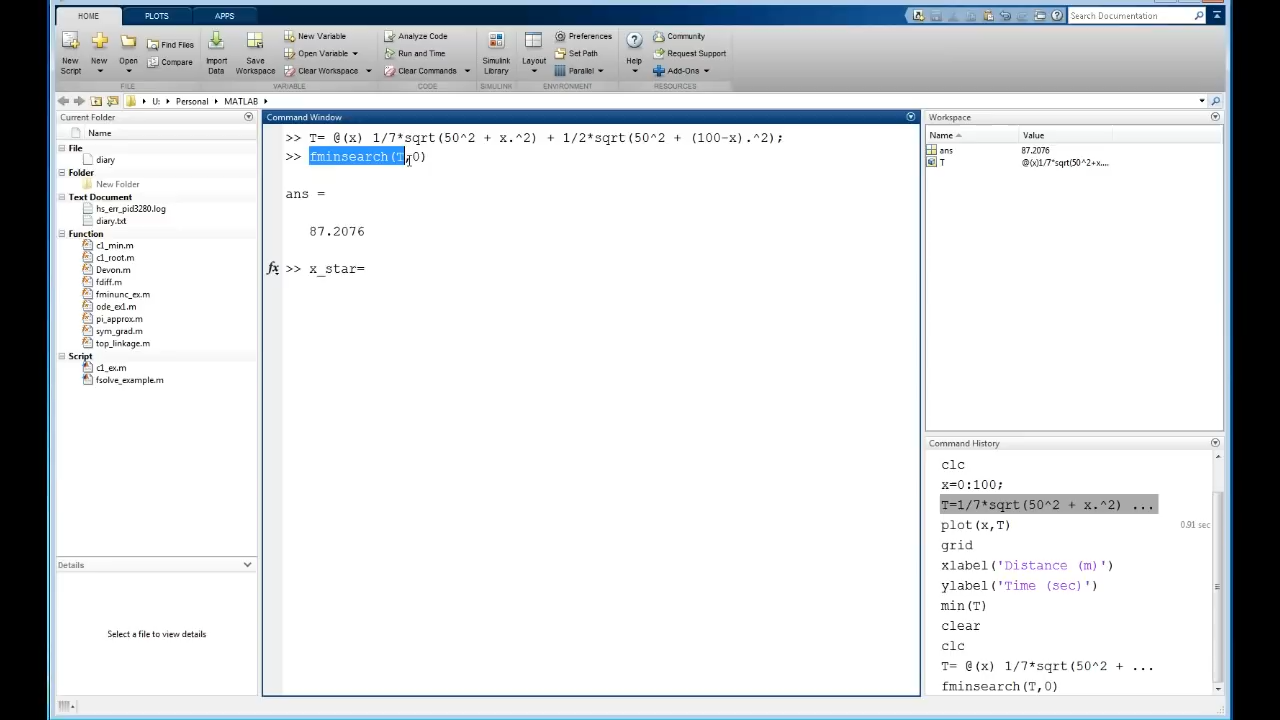 HOME PLOTS APPS
Search Documentation
New Script
New
Open
Find Files
Compare
FILE
Import Data
Save Workspace
New Variable
Open Variable
Clear Workspace
VARIABLE
Analyze Code
Run and Time
Clear Commands
CODE
Simulink Library
SIMULINK
Layout
Preferences
Set Path
Parallel
ENVIRONMENT
Help
Community
Request Support
Add-Ons
RESOURCES
U: Personal MATLAB
Current Folder
Name
File
diary
Folder
New Folder
Text Document
hs_err_pid3280.log
diary.txt
Function
c1_min.m
c1_root.m
Devon.m
fdiff.m
fminunc_ex.m
ode_ex1.m
pi_approx.m
sym_grad.m
top_linkage.m
Script
c1_ex.m
fsolve_example.m
Details
Select a file to view details
Command Window
>> T= @(x) 1/7*sqrt(50^2 + x.^2) + 1/2*sqrt(50^2 + (100-x).^2);
>> fminsearch(T,0)
ans =
87.2076
fx >> x_star=
Workspace
Name Value
ans 87.2076
T @(x)1/7*sqrt(50^2+x....
Command History
clc
x=0:100;
T=1/7*sqrt(50^2 + x.^2) ...
plot(x,T) 0.91 sec
grid
xlabel('Distance (m)')
ylabel('Time (sec)')
min(T)
clear
clc
T= @(x) 1/7*sqrt(50^2 + ...
fminsearch(T,0)